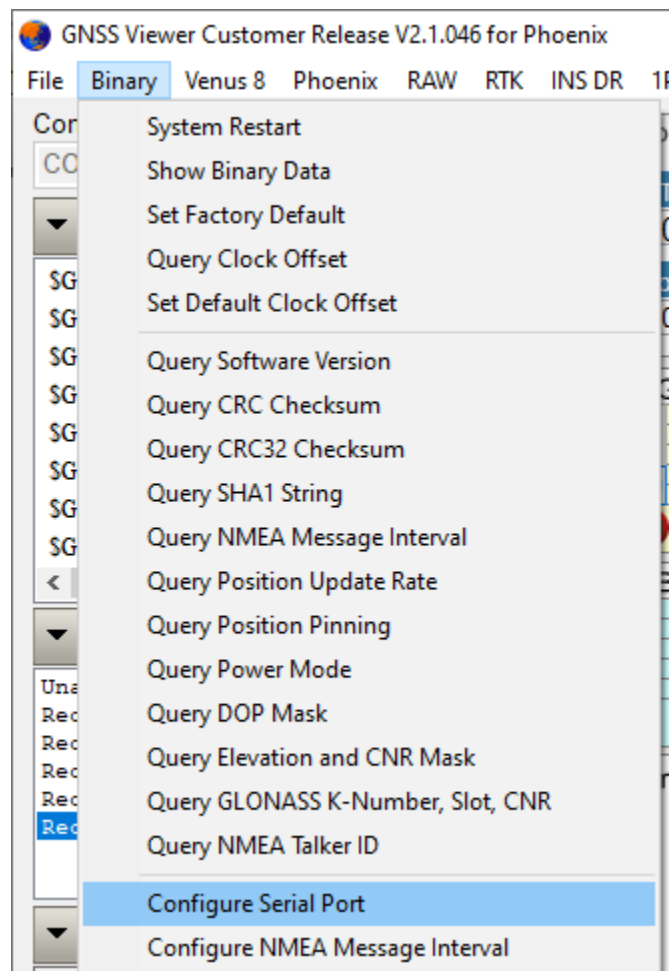 GNSS Viewer Customer Release V2.1.046 for Phoenix
File Binary Venus 8 Phoenix RAW RTK INS DR
System Restart
Show Binary Data
Set Factory Default
Query Clock Offset
$G
Set Default Clock Offset
$G
Query Software Version
$G
Query CRC Checksum
$G
Query CRC32 Checksum
$G
Query SHA1 String
$G
Query NMEA Message Interval
$G
$G
Query Position Update Rate
Query Position Pinning
Query Power Mode
Query DOP Mask
Query Elevation and CNR Mask
Query GLONASS K-Number, Slot, CNR
Query NMEA Talker ID
Configure Serial Port
Configure NMEA Message Interval